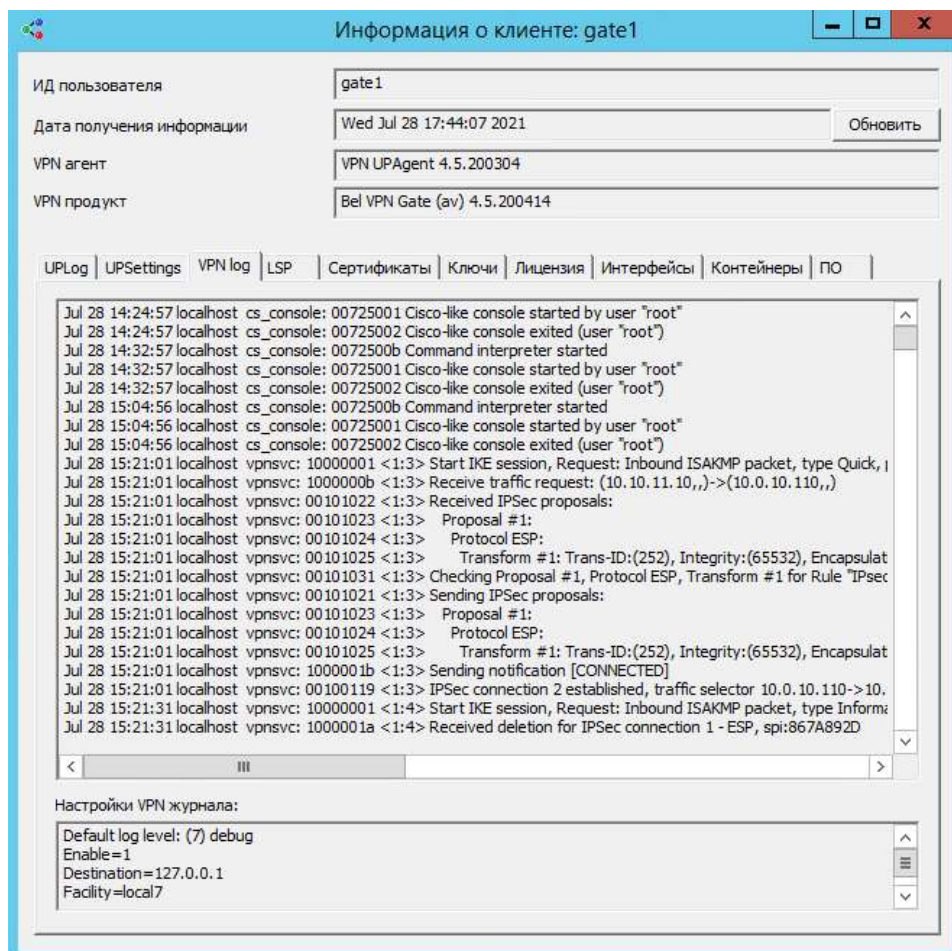 Информация о клиенте: gate1
ИД пользователя
gate1
Дата получения информации
Wed Jul 28 17:44:07 2021
Обновить
VPN агент
VPN UPAgent 4.5.200304
VPN продукт
Bel VPN Gate (av) 4.5.200414
UPLog UPSettings VPN log LSP Сертификаты Ключи Лицензия Интерфейсы Контейнеры ПО
Jul 28 14:24:57 localhost cs_console: 00725001 Cisco-like console started by user "root"
Jul 28 14:24:57 localhost cs_console: 00725002 Cisco-like console exited (user "root")
Jul 28 14:32:57 localhost cs_console: 0072500b Command interpreter started
Jul 28 14:32:57 localhost cs_console: 00725001 Cisco-like console started by user "root"
Jul 28 14:32:57 localhost cs_console: 00725002 Cisco-like console exited (user "root")
Jul 28 15:04:56 localhost cs_console: 0072500b Command interpreter started
Jul 28 15:04:56 localhost cs_console: 00725001 Cisco-like console started by user "root"
Jul 28 15:04:56 localhost cs_console: 00725002 Cisco-like console exited (user "root")
Jul 28 15:21:01 localhost vpnsvc: 10000001 <1:3> Start IKE session, Request: Inbound ISAKMP packet, type Quick,
Jul 28 15:21:01 localhost vpnsvc: 1000000b <1:3> Receive traffic request: (10.10.11.10,,)->(10.0.10.110,,)
Jul 28 15:21:01 localhost vpnsvc: 00101022 <1:3> Received IPSec proposals:
Jul 28 15:21:01 localhost vpnsvc: 00101023 <1:3> Proposal #1:
Jul 28 15:21:01 localhost vpnsvc: 00101024 <1:3> Protocol ESP:
Jul 28 15:21:01 localhost vpnsvc: 00101025 <1:3> Transform #1: Trans-ID:(252), Integrity:(65532), Encapsulat
Jul 28 15:21:01 localhost vpnsvc: 00101031 <1:3> Checking Proposal #1, Protocol ESP, Transform #1 for Rule "IPsec
Jul 28 15:21:01 localhost vpnsvc: 00101021 <1:3> Sending IPSec proposals:
Jul 28 15:21:01 localhost vpnsvc: 00101023 <1:3> Proposal #1:
Jul 28 15:21:01 localhost vpnsvc: 00101024 <1:3> Protocol ESP:
Jul 28 15:21:01 localhost vpnsvc: 00101025 <1:3> Transform #1: Trans-ID:(252), Integrity:(65532), Encapsulat
Jul 28 15:21:01 localhost vpnsvc: 1000001b <1:3> Sending notification [CONNECTED]
Jul 28 15:21:01 localhost vpnsvc: 00100119 <1:3> IPSec connection 2 established, traffic selector 10.0.10.110->10.
Jul 28 15:21:31 localhost vpnsvc: 10000001 <1:4> Start IKE session, Request: Inbound ISAKMP packet, type Informa
Jul 28 15:21:31 localhost vpnsvc: 1000001a <1:4> Received deletion for IPSec connection 1 - ESP, spi:867A892D
Настройки VPN журнала:
Default log level: (7) debug
Enable=1
Destination=127.0.0.1
Facility=local7